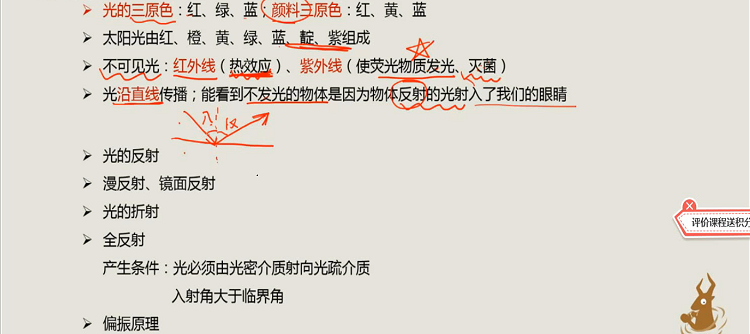 光的三原色：红、绿、蓝；颜料三原色：红、黄、蓝
太阳光由红、橙、黄、绿、蓝、靛、紫组成
不可见光：红外线（热效应）、紫外线（使荧光物质发光、灭菌）
光沿直线传播；能看到不发光的物体是因为物体反射的光射入了我们的眼睛
入 反
光的反射
漫反射、镜面反射
光的折射
评价课程送积分
全反射
产生条件：光必须由光密介质射向光疏介质
入射角大于临界角
偏振原理